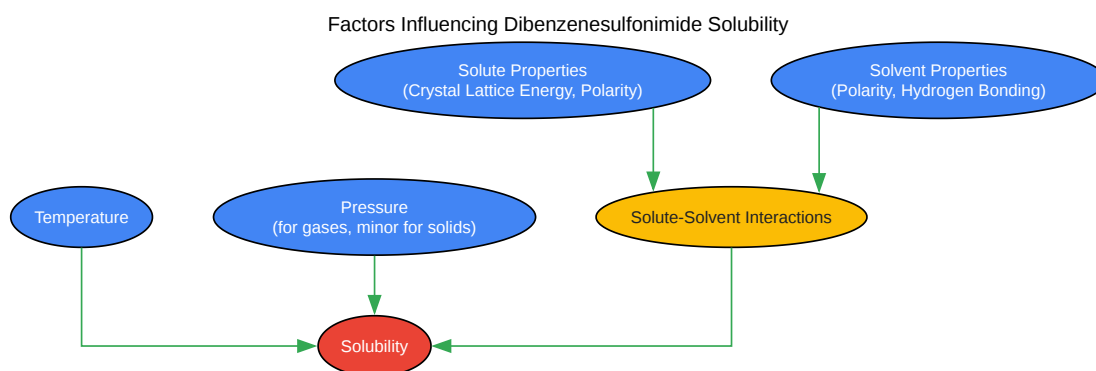 Factors Influencing Dibenzenesulfonimide Solubility
Solute Properties
(Crystal Lattice Energy, Polarity)
Solvent Properties
(Polarity, Hydrogen Bonding)
Temperature
Pressure
(for gases, minor for solids)
Solute-Solvent Interactions
Solubility